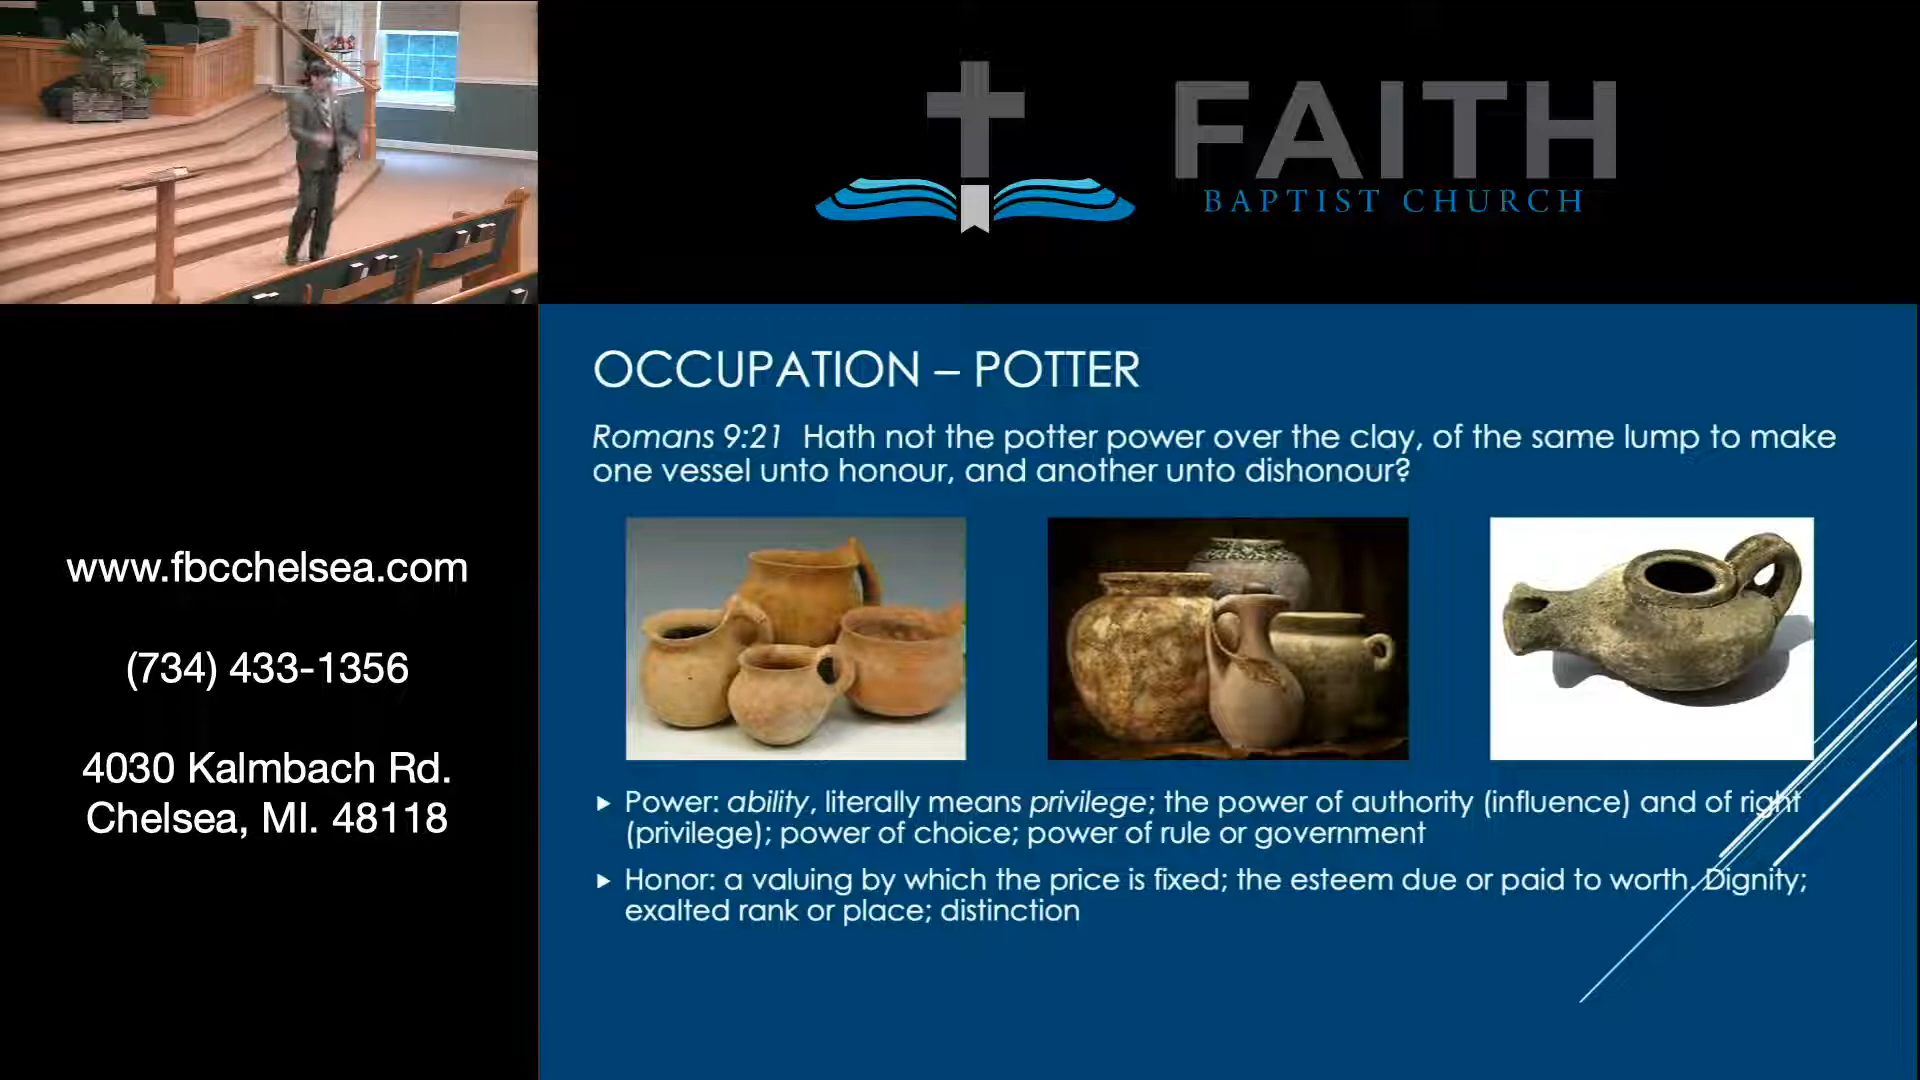 FAITH
BAPTIST CHURCH
OCCUPATION – POTTER
Romans 9:21 Hath not the potter power over the clay, of the same lump to make
one vessel unto honour, and another unto dishonour?
www.fbcchelsea.com
(734) 433-1356
4030 Kalmbach Rd.
Chelsea, MI. 48118
▸ Power: ability, literally means privilege; the power of authority (influence) and of right
(privilege); power of choice; power of rule or government
▸ Honor: a valuing by which the price is fixed; the esteem due or paid to worth. Dignity;
exalted rank or place; distinction